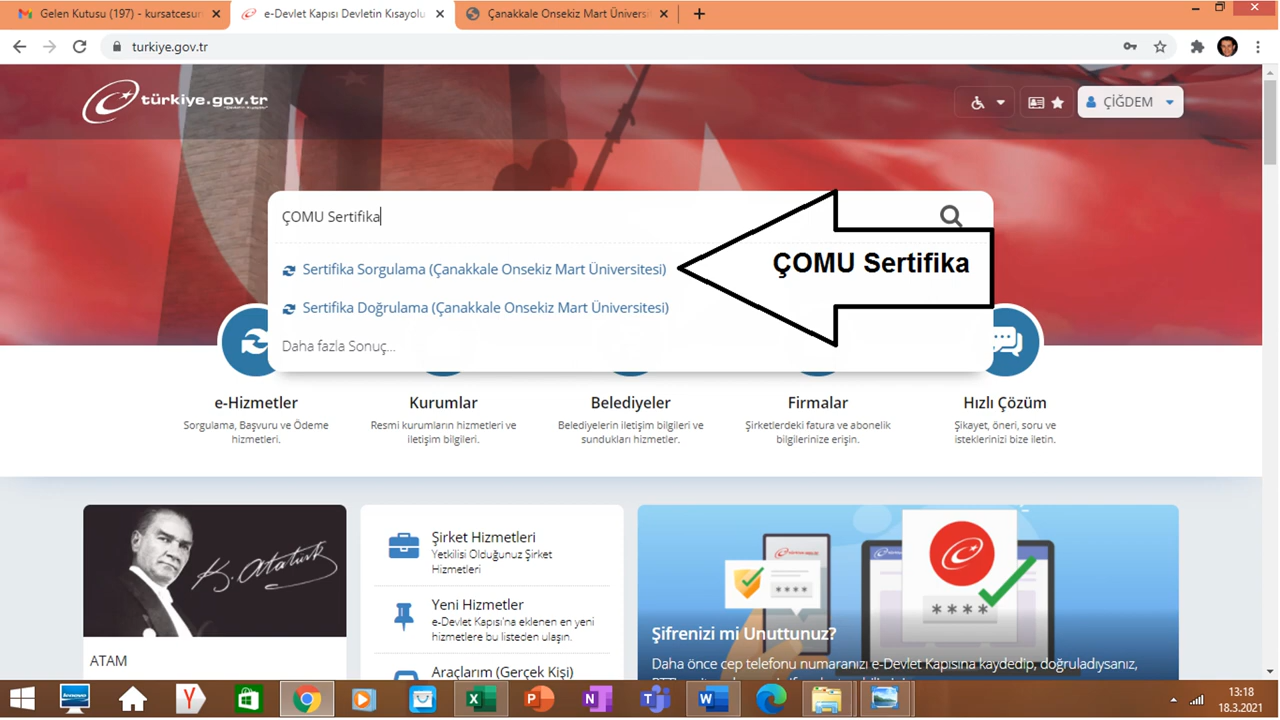 Gelen Kutusu (197) - kursatcesur
e-Devlet Kapısı Devletin Kısayolu
Çanakkale Onsekiz Mart Üniversi
turkiye.gov.tr
türkiye.gov.tr
ÇİĞDEM
ÇOMU Sertifika
Sertifika Sorgulama (Çanakkale Onsekiz Mart Üniversitesi)
ÇOMU Sertifika
Sertifika Doğrulama (Çanakkale Onsekiz Mart Üniversitesi)
Daha fazla Sonuç...
e-Hizmetler
Sorgulama, Başvuru ve Ödeme
hizmetleri.
Kurumlar
Resmi kurumların hizmetleri ve
iletişim bilgileri.
Belediyeler
Belediyelerin iletişim bilgileri ve
sundukları hizmetler.
Firmalar
Şirketlerdeki fatura ve abonelik
bilgilerinize erişin.
Hızlı Çözüm
Şikayet, öneri, soru ve
isteklerinizi bize iletin.
K. Atatürk
ATAM
Şirket Hizmetleri
Yetkilisi Olduğunuz Şirket
Hizmetleri
Yeni Hizmetler
e-Devlet Kapısı'na eklenen en yeni
hizmetlere bu listeden ulaşın.
Araçlarım (Gerçek Kişi)
Şifrenizi mi Unuttunuz?
Daha önce cep telefonu numaranızı e-Devlet Kapısına kaydedip, doğruladıysanız,
13:18
18.3.2021